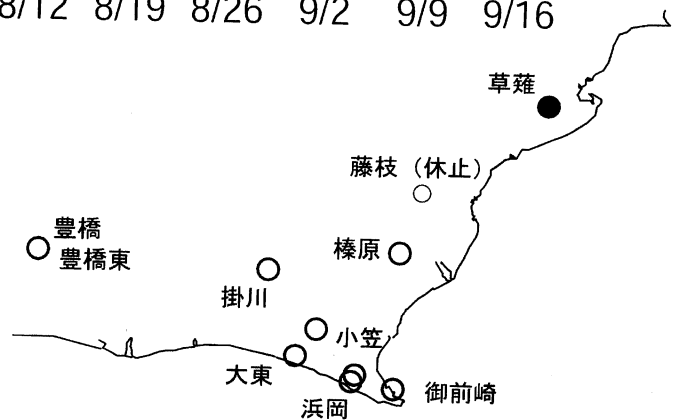 8/12 8/19 8/26 9/2 9/9 9/16
草薙
藤枝（休止）
豊橋
豊橋東
榛原
掛川
小笠
大東
浜岡
御前崎